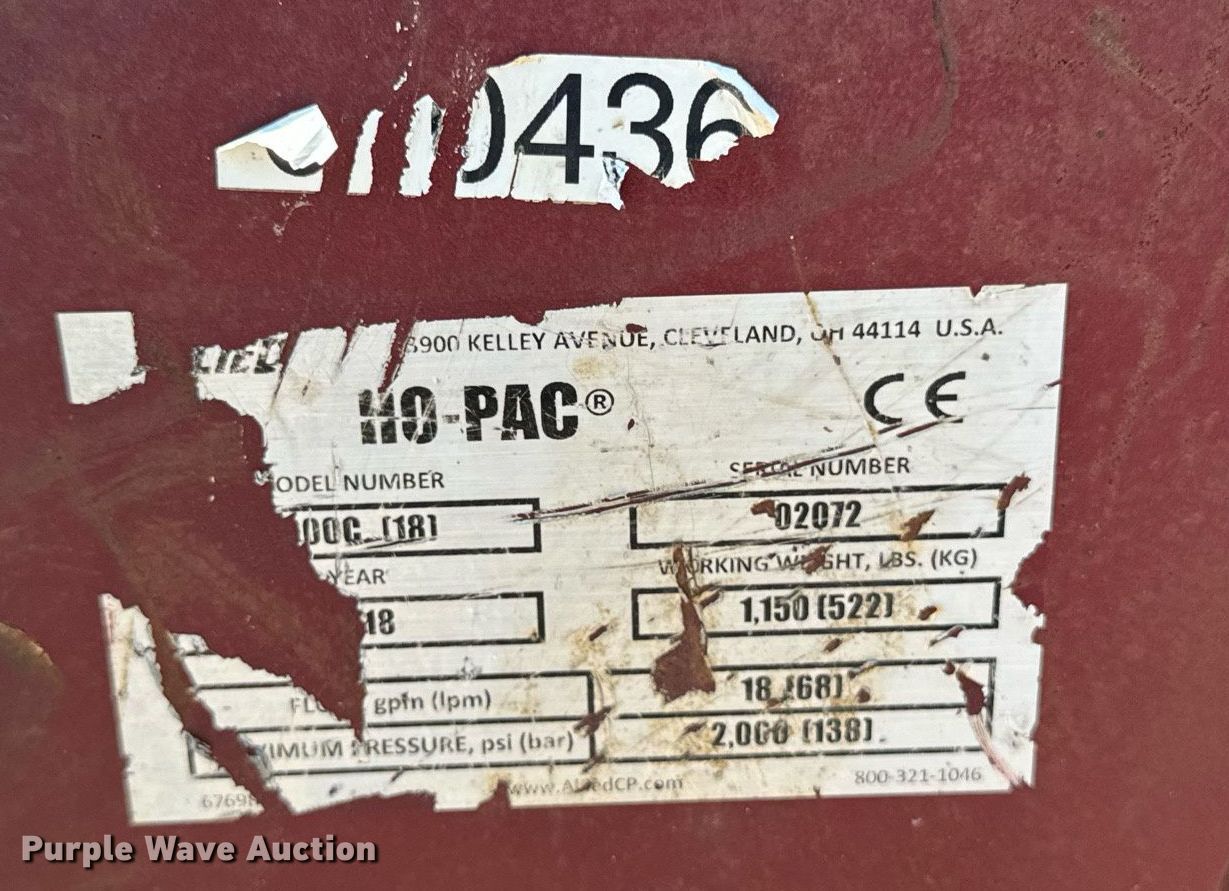 0436
3900 KELLEY AVENUE, CLEVELAND, OH 44114 U.S.A.
HO-PAC®
CE
ODEL NUMBER
SERIAL NUMBER
00C (18)
02072
YEAR
WORKING WEIGHT, LBS. (KG)
18
1,150 (522)
gpm (lpm)
18 (68)
IMUM PRESSURE, psi (bar)
2,000 (138)
6769
www.AlliedCP.com
800-321-1046
Purple Wave Auction